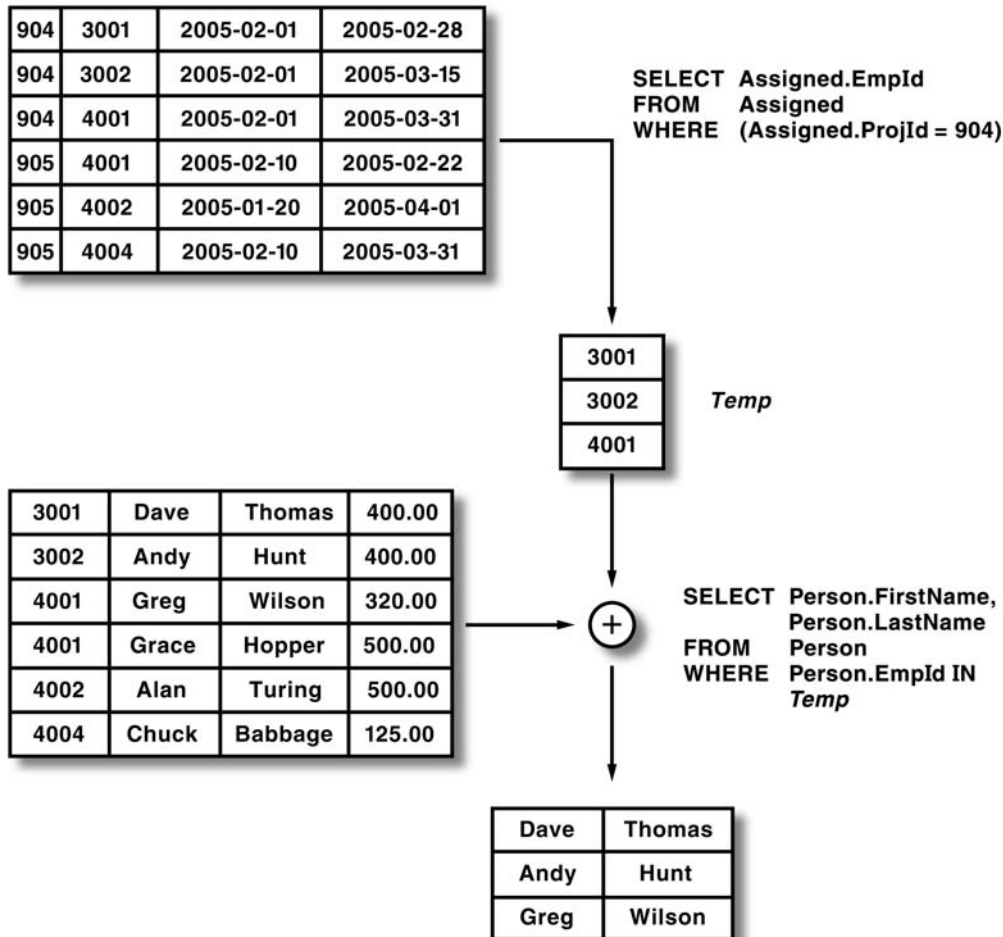 904 3001 2005-02-01 2005-02-28
904 3002 2005-02-01 2005-03-15
904 4001 2005-02-01 2005-03-31
905 4001 2005-02-10 2005-02-22
905 4002 2005-01-20 2005-04-01
905 4004 2005-02-10 2005-03-31
SELECT Assigned.EmpId
FROM Assigned
WHERE (Assigned.ProjId = 904)
3001
3002
4001
Temp
3001 Dave Thomas 400.00
3002 Andy Hunt 400.00
4001 Greg Wilson 320.00
4001 Grace Hopper 500.00
4002 Alan Turing 500.00
4004 Chuck Babbage 125.00
+
SELECT Person.FirstName,
Person.LastName
FROM Person
WHERE Person.EmpId IN
Temp
Dave Thomas
Andy Hunt
Greg Wilson